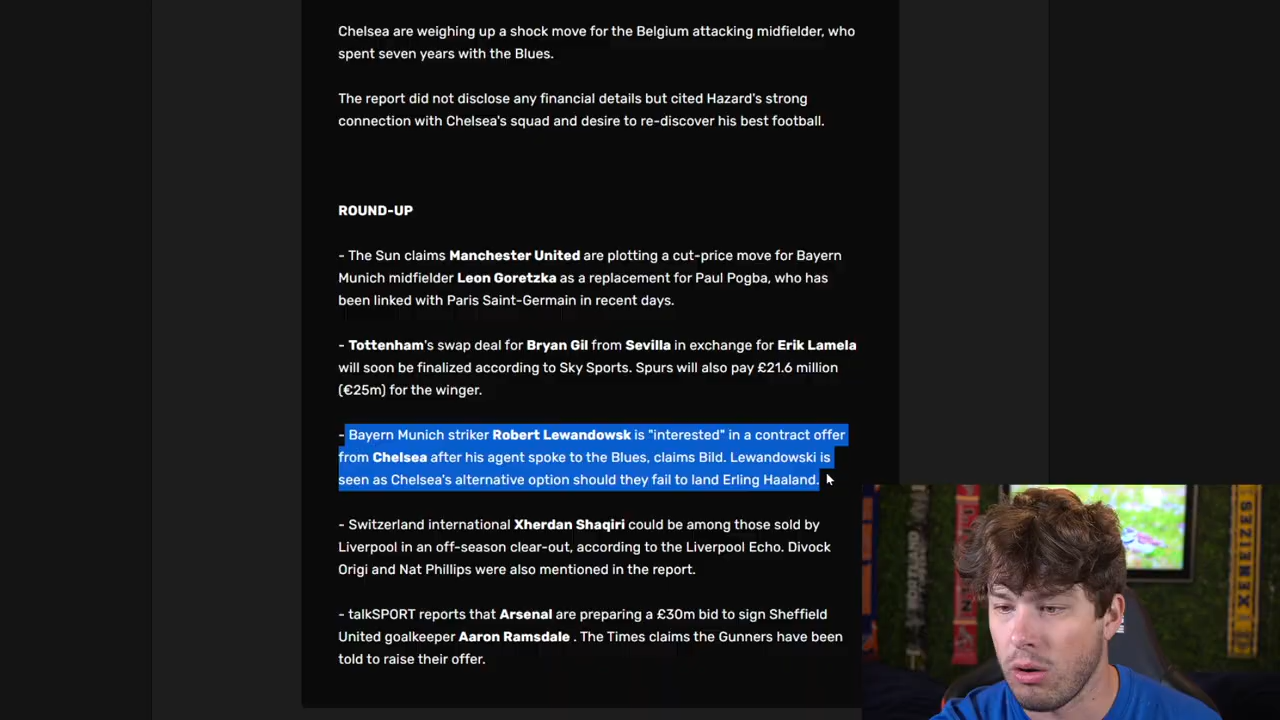 Chelsea are weighing up a shock move for the Belgium attacking midfielder, who
spent seven years with the Blues.
The report did not disclose any financial details but cited Hazard's strong
connection with Chelsea's squad and desire to re-discover his best football.
ROUND-UP
- The Sun claims Manchester United are plotting a cut-price move for Bayern
Munich midfielder Leon Goretzka as a replacement for Paul Pogba, who has
been linked with Paris Saint-Germain in recent days.
- Tottenham's swap deal for Bryan Gil from Sevilla in exchange for Erik Lamela
will soon be finalized according to Sky Sports. Spurs will also pay £21.6 million
(€25m) for the winger.
- Bayern Munich striker Robert Lewandowsk is "interested" in a contract offer
from Chelsea after his agent spoke to the Blues, claims Bild. Lewandowski is
seen as Chelsea's alternative option should they fail to land Erling Haaland.
- Switzerland international Xherdan Shaqiri could be among those sold by
Liverpool in an off-season clear-out, according to the Liverpool Echo. Divock
Origi and Nat Phillips were also mentioned in the report.
- talkSPORT reports that Arsenal are preparing a £30m bid to sign Sheffield
United goalkeeper Aaron Ramsdale . The Times claims the Gunners have been
told to raise their offer.
XENEIZES